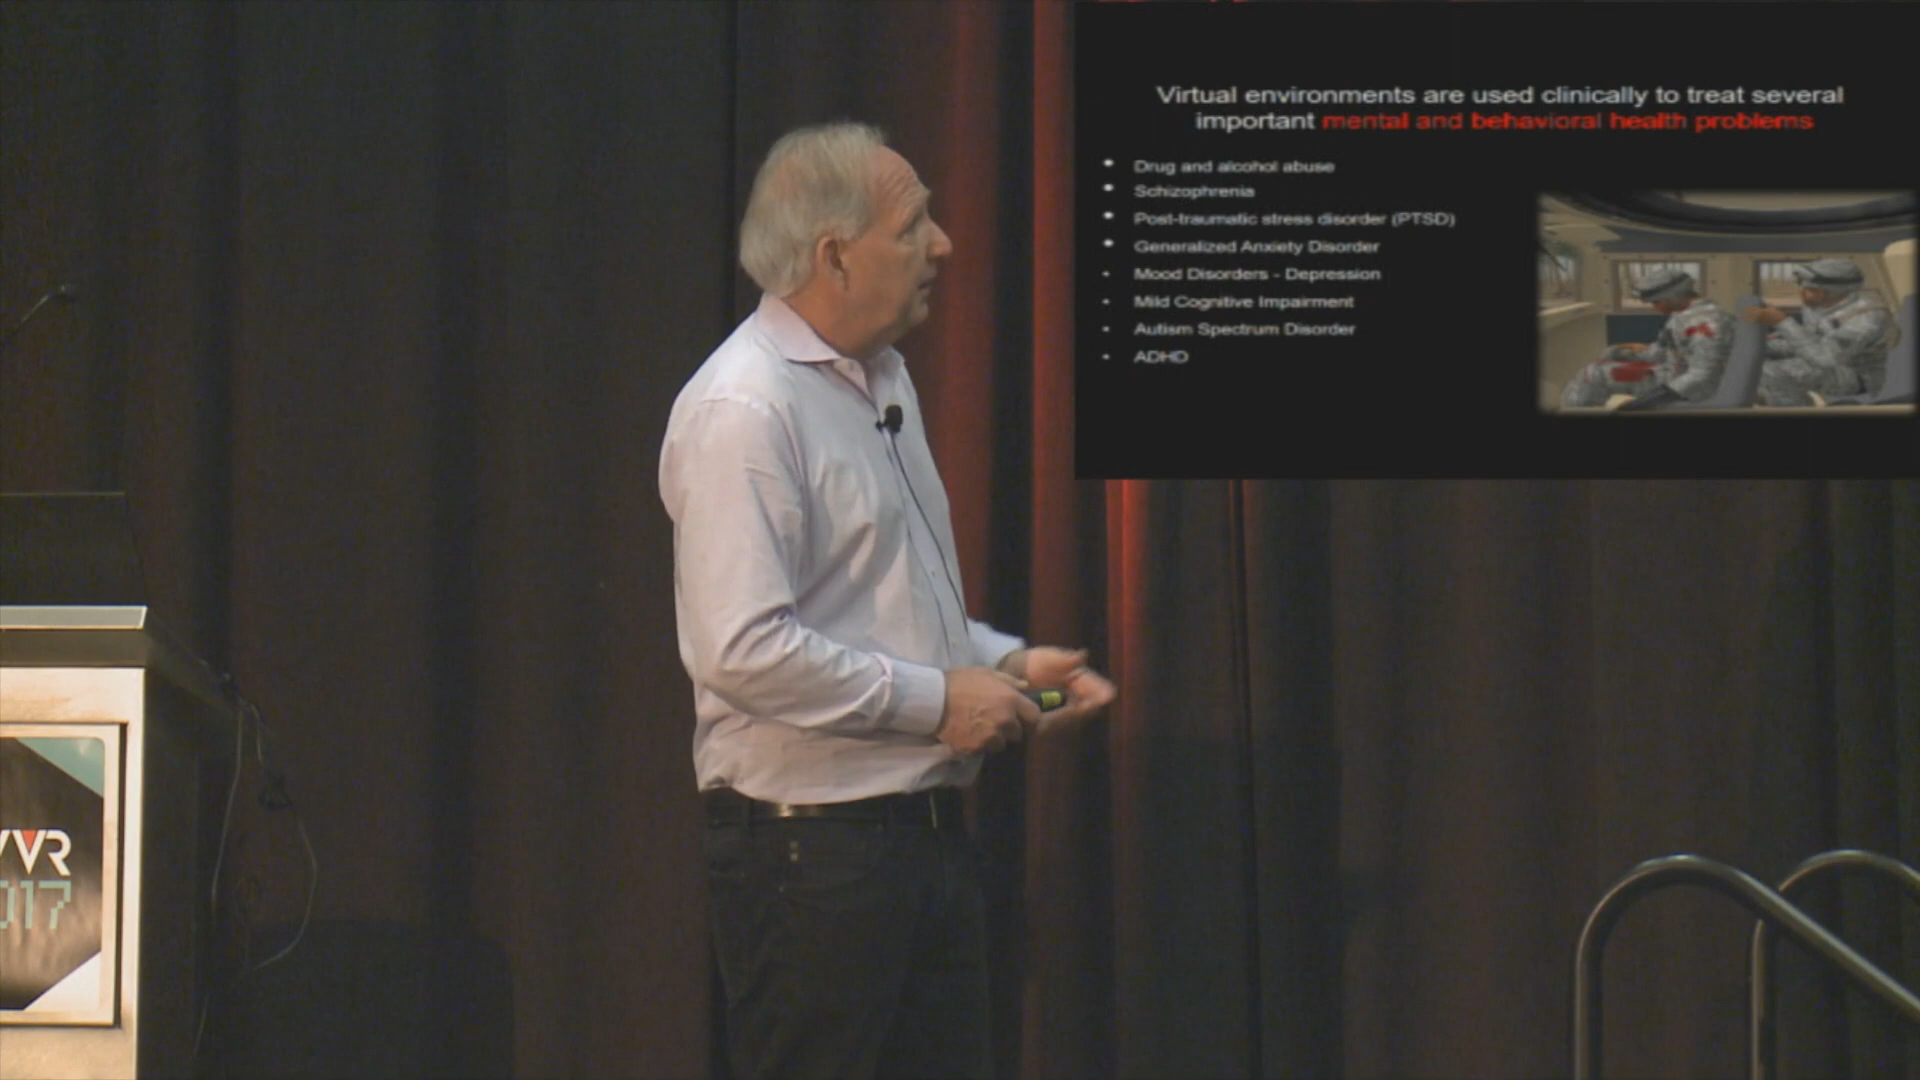 Virtual environments are used clinically to treat several
important mental and behavioral health problems
• Drug and alcohol abuse
• Schizophrenia
• Post-traumatic stress disorder (PTSD)
• Generalized Anxiety Disorder
• Mood Disorders - Depression
• Mild Cognitive Impairment
• Autism Spectrum Disorder
• ADHD
VR
017